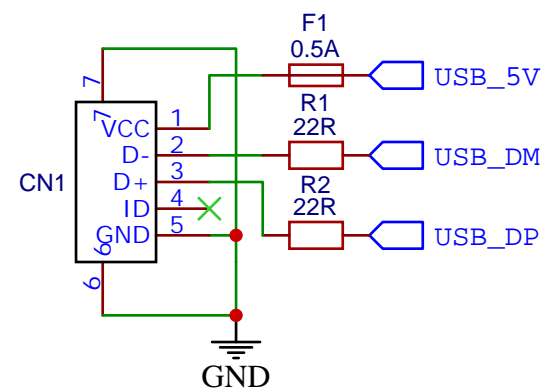 F1
0.5A
USB_5V
7
7
VCC 1
R1
22R
D- 2
USB_DM
CN1
D+ 3
R2
22R
ID 4
GND 5
USB_DP
6
6
GND